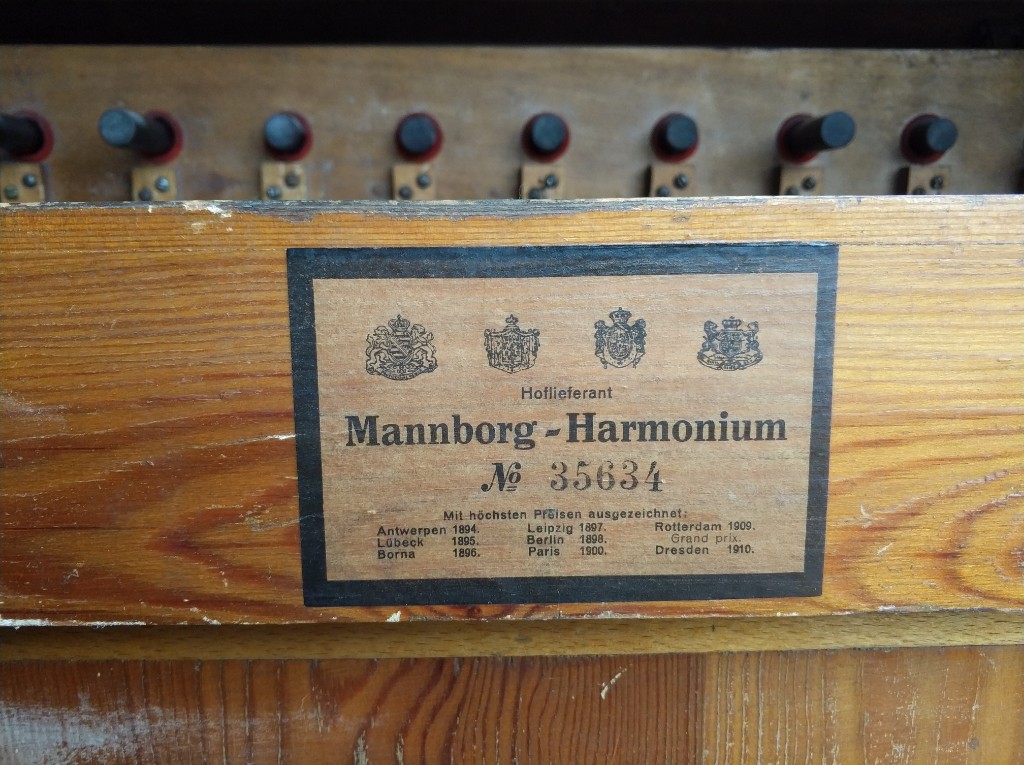 Hoflieferant
Mannborg - Harmonium
№ 35634
Mit höchsten Preisen ausgezeichnet:
Antwerpen 1894. Leipzig 1897. Rotterdam 1909.
Lübeck 1895. Berlin 1898. Grand prix.
Borna 1896. Paris 1900. Dresden 1910.